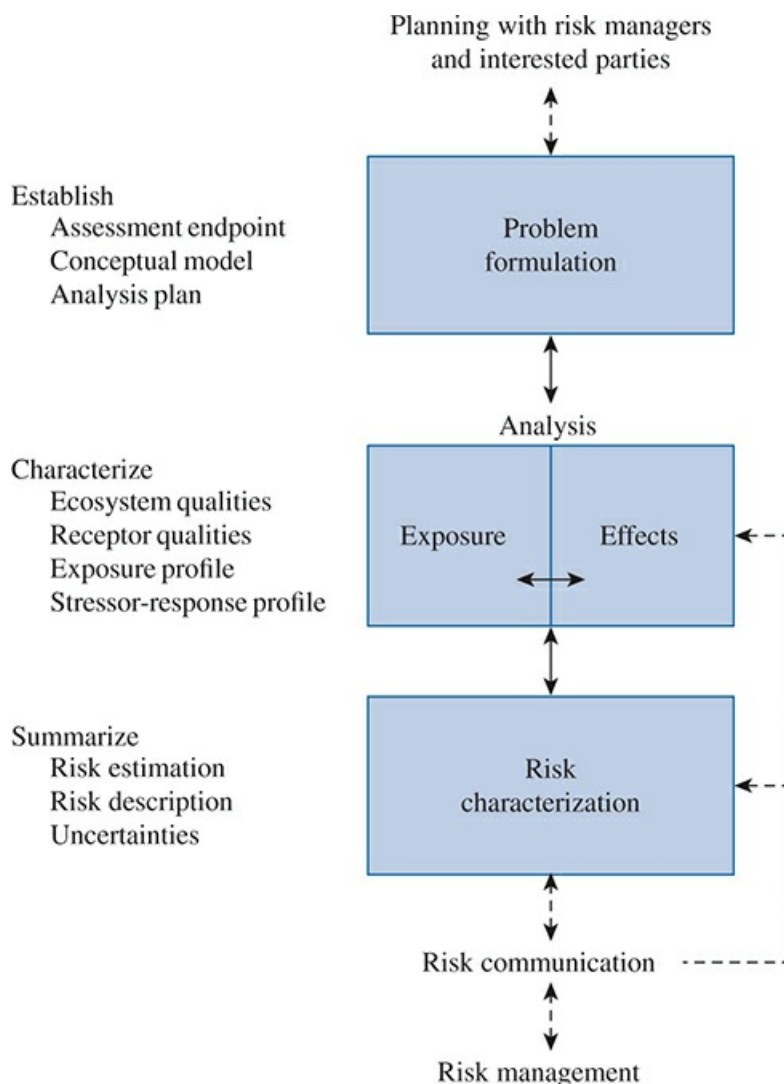 Planning with risk managers
and interested parties
Establish
Assessment endpoint
Conceptual model
Analysis plan
Problem
formulation
Analysis
Characterize
Ecosystem qualities
Receptor qualities
Exposure profile
Stressor-response profile
Exposure
Effects
Summarize
Risk estimation
Risk description
Uncertainties
Risk
characterization
Risk communication
Risk management